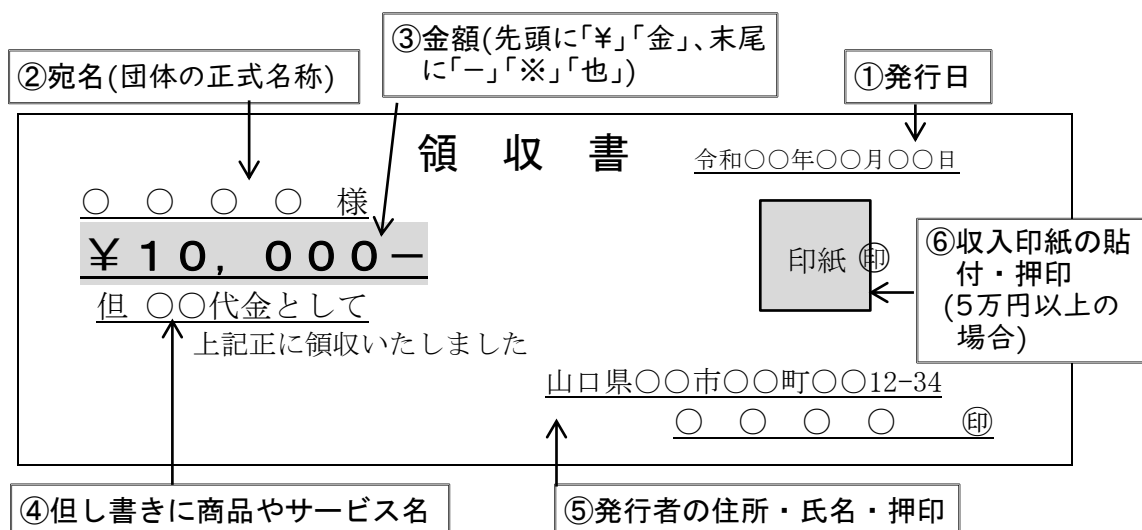 ③金額(先頭に「¥」「金」、末尾
に「ー」「※」「也」)
②宛名(団体の正式名称)
①発行日
領 収 書
令和〇〇年〇〇月〇〇日
〇 〇 〇 〇 様
¥10,000−
但 〇〇代金として
上記正に領収いたしました
印紙 ㊞
⑥収入印紙の貼
付・押印
(5万円以上の
場合)
山口県〇〇市〇〇町〇〇12-34
〇 〇 〇 〇 ㊞
④但し書きに商品やサービス名
⑤発行者の住所・氏名・押印